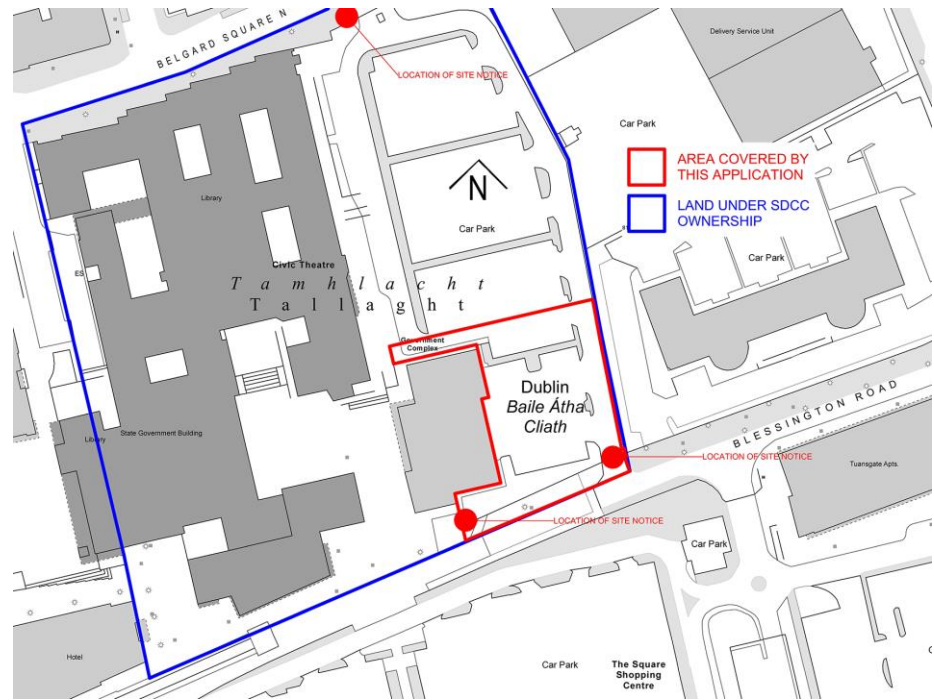 BELGARD SQUARE N
Delivery Service Unit
LOCATION OF SITE NOTICE
Car Park
AREA COVERED BY
THIS APPLICATION
LAND UNDER SDCC
OWNERSHIP
N
Library
Car Park
Car Park
ES
Civic Theatre
Tamhlacht
Tallaght
Government
Complex
Dublin
Baile Átha
Cliath
BLESSINGTON ROAD
Library
State Government Building
LOCATION OF SITE NOTICE
Tuansgate Apts.
LOCATION OF SITE NOTICE
Car Park
Hotel
Car Park
The Square
Shopping
Centre